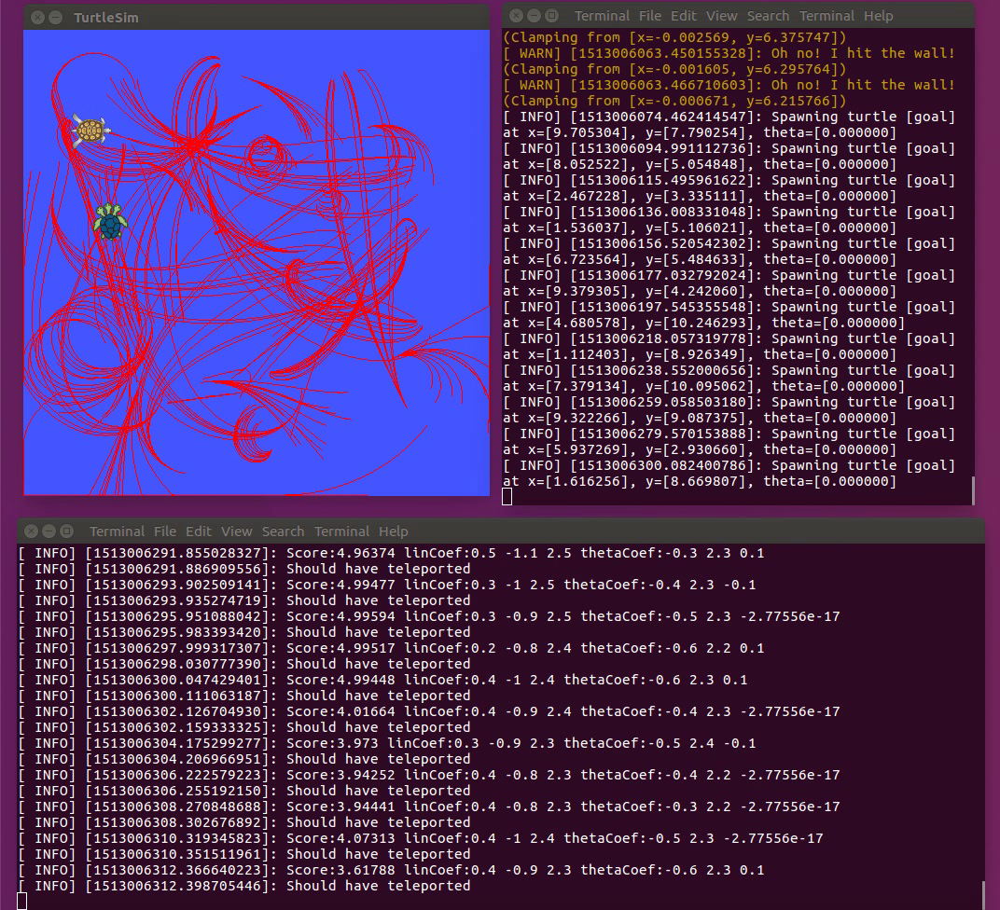 TurtleSim
Terminal File Edit View Search Terminal Help
(Clamping from [x=-0.002569, y=6.375747])
[ WARN] [1513006063.450155328]: Oh no! I hit the wall!
(Clamping from [x=-0.001605, y=6.295764])
[ WARN] [1513006063.466710603]: Oh no! I hit the wall!
(Clamping from [x=-0.000671, y=6.215766])
[ INFO] [1513006074.462414547]: Spawning turtle [goal]
at x=[9.705304], y=[7.790254], theta=[0.000000]
[ INFO] [1513006094.991112736]: Spawning turtle [goal]
at x=[8.052522], y=[5.054848], theta=[0.000000]
[ INFO] [1513006115.495961622]: Spawning turtle [goal]
at x=[2.467228], y=[3.335111], theta=[0.000000]
[ INFO] [1513006136.008331048]: Spawning turtle [goal]
at x=[1.536037], y=[5.106021], theta=[0.000000]
[ INFO] [1513006156.520542302]: Spawning turtle [goal]
at x=[6.723564], y=[5.484633], theta=[0.000000]
[ INFO] [1513006177.032792024]: Spawning turtle [goal]
at x=[9.379305], y=[4.242060], theta=[0.000000]
[ INFO] [1513006197.545355548]: Spawning turtle [goal]
at x=[4.680578], y=[10.246293], theta=[0.000000]
[ INFO] [1513006218.057319778]: Spawning turtle [goal]
at x=[1.112403], y=[8.926349], theta=[0.000000]
[ INFO] [1513006238.552000656]: Spawning turtle [goal]
at x=[7.379134], y=[10.095062], theta=[0.000000]
[ INFO] [1513006259.058503180]: Spawning turtle [goal]
at x=[9.322266], y=[9.087375], theta=[0.000000]
[ INFO] [1513006279.570153888]: Spawning turtle [goal]
at x=[5.937269], y=[2.930660], theta=[0.000000]
[ INFO] [1513006300.082400786]: Spawning turtle [goal]
at x=[1.616256], y=[8.669807], theta=[0.000000]
Terminal File Edit View Search Terminal Help
[ INFO] [1513006291.855028327]: Score:4.96374 linCoef:0.5 -1.1 2.5 thetaCoef:-0.3 2.3 0.1
[ INFO] [1513006291.886909556]: Should have teleported
[ INFO] [1513006293.902509141]: Score:4.99477 linCoef:0.3 -1 2.5 thetaCoef:-0.4 2.3 -0.1
[ INFO] [1513006293.935274719]: Should have teleported
[ INFO] [1513006295.951088042]: Score:4.99594 linCoef:0.3 -0.9 2.5 thetaCoef:-0.5 2.3 -2.77556e-17
[ INFO] [1513006295.983393420]: Should have teleported
[ INFO] [1513006297.999317307]: Score:4.99517 linCoef:0.2 -0.8 2.4 thetaCoef:-0.6 2.2 0.1
[ INFO] [1513006298.030777390]: Should have teleported
[ INFO] [1513006300.047429401]: Score:4.99448 linCoef:0.4 -1 2.4 thetaCoef:-0.6 2.3 0.1
[ INFO] [1513006300.111063187]: Should have teleported
[ INFO] [1513006302.126704930]: Score:4.01664 linCoef:0.4 -0.9 2.4 thetaCoef:-0.4 2.3 -2.77556e-17
[ INFO] [1513006302.159333325]: Should have teleported
[ INFO] [1513006304.175299277]: Score:3.973 linCoef:0.3 -0.9 2.3 thetaCoef:-0.5 2.4 -0.1
[ INFO] [1513006304.206966951]: Should have teleported
[ INFO] [1513006306.222579223]: Score:3.94252 linCoef:0.4 -0.8 2.3 thetaCoef:-0.4 2.2 -2.77556e-17
[ INFO] [1513006306.255192150]: Should have teleported
[ INFO] [1513006308.270848688]: Score:3.94441 linCoef:0.4 -0.8 2.3 thetaCoef:-0.3 2.2 -2.77556e-17
[ INFO] [1513006308.302676892]: Should have teleported
[ INFO] [1513006310.319345823]: Score:4.07313 linCoef:0.4 -1 2.4 thetaCoef:-0.5 2.3 -2.77556e-17
[ INFO] [1513006310.351511961]: Should have teleported
[ INFO] [1513006312.366640223]: Score:3.61788 linCoef:0.4 -0.9 2.3 thetaCoef:-0.6 2.3 0.1
[ INFO] [1513006312.398705446]: Should have teleported